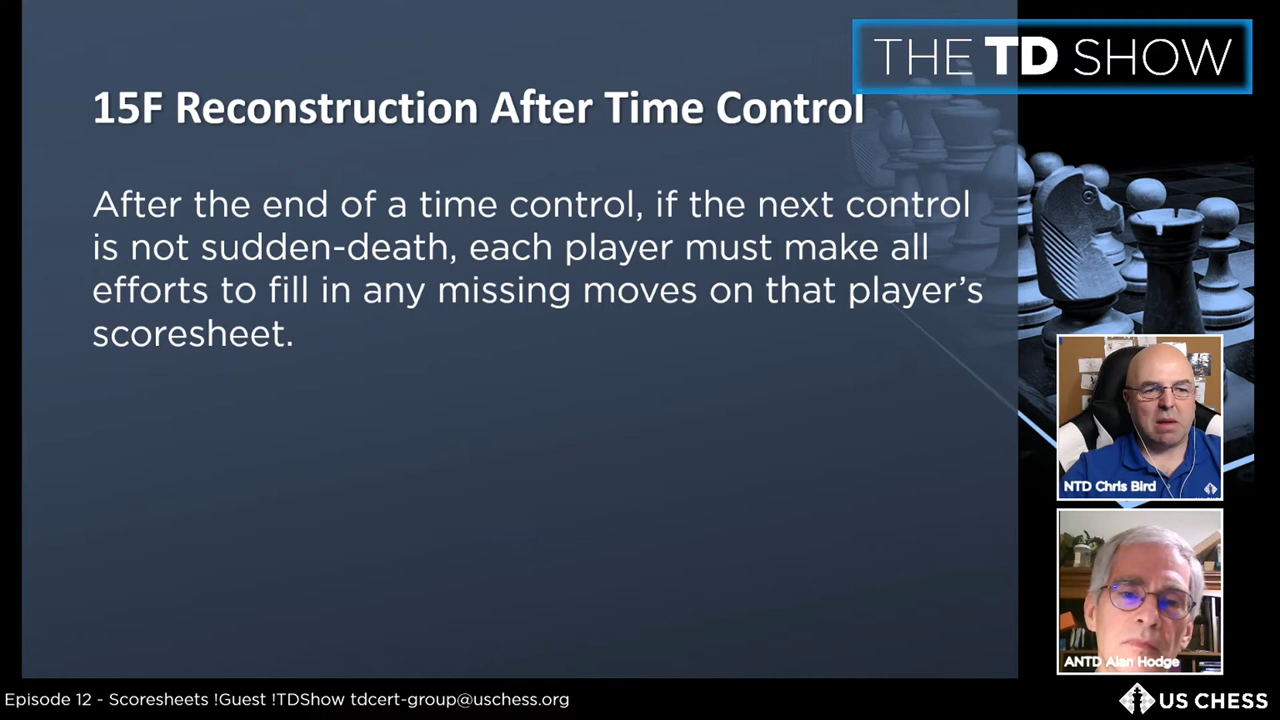 THE TD SHOW
15F Reconstruction After Time Control
After the end of a time control, if the next control
is not sudden-death, each player must make all
efforts to fill in any missing moves on that player's
scoresheet.
NTD Chris Bird
ANTD Alan Hodge
Episode 12 - Scoresheets !Guest !TDShow tdcert-group@uschess.org
US CHESS